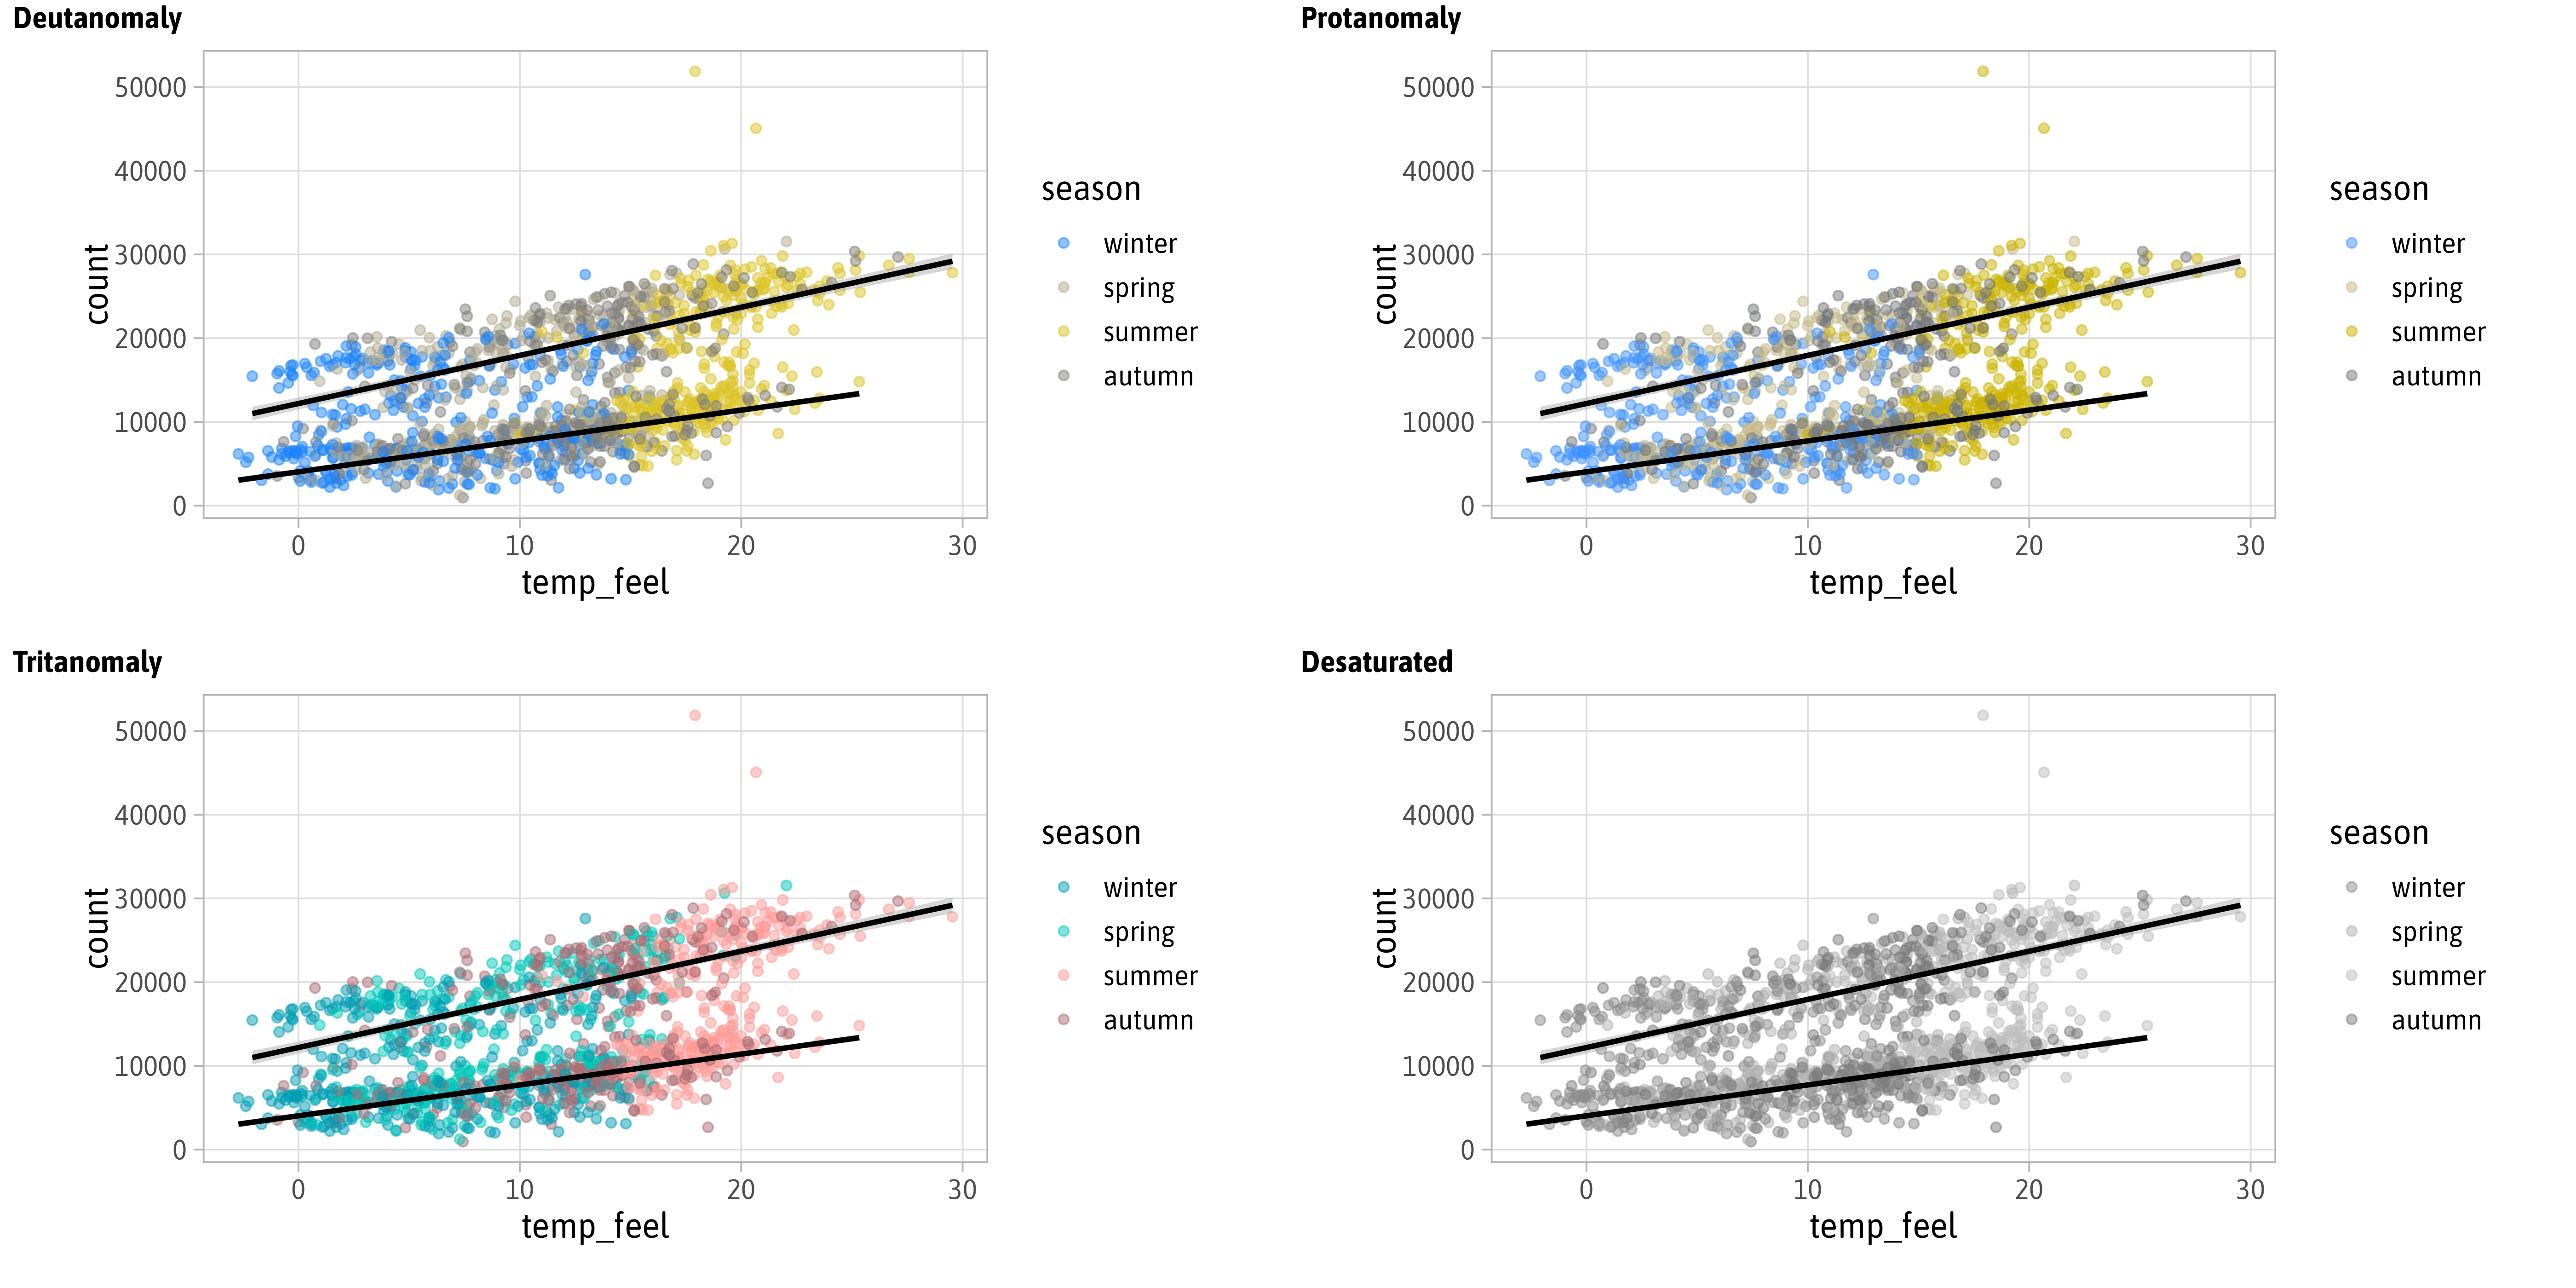 Deutanomaly
count
50000
40000
30000
20000
10000
0
0 10 20 30
temp_feel
season
winter
spring
summer
autumn
Protanomaly
count
50000
40000
30000
20000
10000
0
0 10 20 30
temp_feel
season
winter
spring
summer
autumn
Tritanomaly
count
50000
40000
30000
20000
10000
0
0 10 20 30
temp_feel
season
winter
spring
summer
autumn
Desaturated
count
50000
40000
30000
20000
10000
0
0 10 20 30
temp_feel
season
winter
spring
summer
autumn